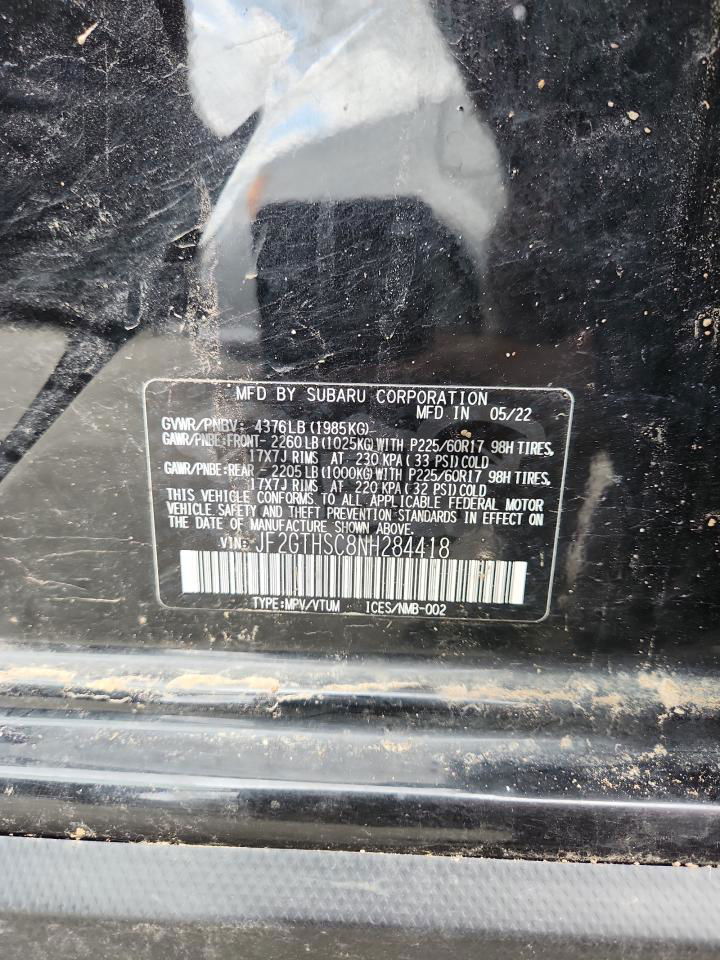 MFD BY SUBARU CORPORATION
MFD IN 05/22
GVWR/PNBV: 4376LB(1985KG)
GAWR/PNBE:FRONT- 2260LB(1025KG)WITH P225/60R17 98H TIRES,
17X7J RIMS AT 230 KPA(33 PSI)COLD
GAWR/PNBE:REAR - 2205LB(1000KG)WITH P225/60R17 98H TIRES,
17X7J RIMS AT 220 KPA(32 PSI)COLD
THIS VEHICLE CONFORMS TO ALL APPLICABLE FEDERAL MOTOR
VEHICLE SAFETY AND THEFT PREVENTION STANDARDS IN EFFECT ON
THE DATE OF MANUFACTURE SHOWN ABOVE.
VIN: JF2GTHSC8NH284418
TYPE:MPV/VTUM ICES/NMB-002